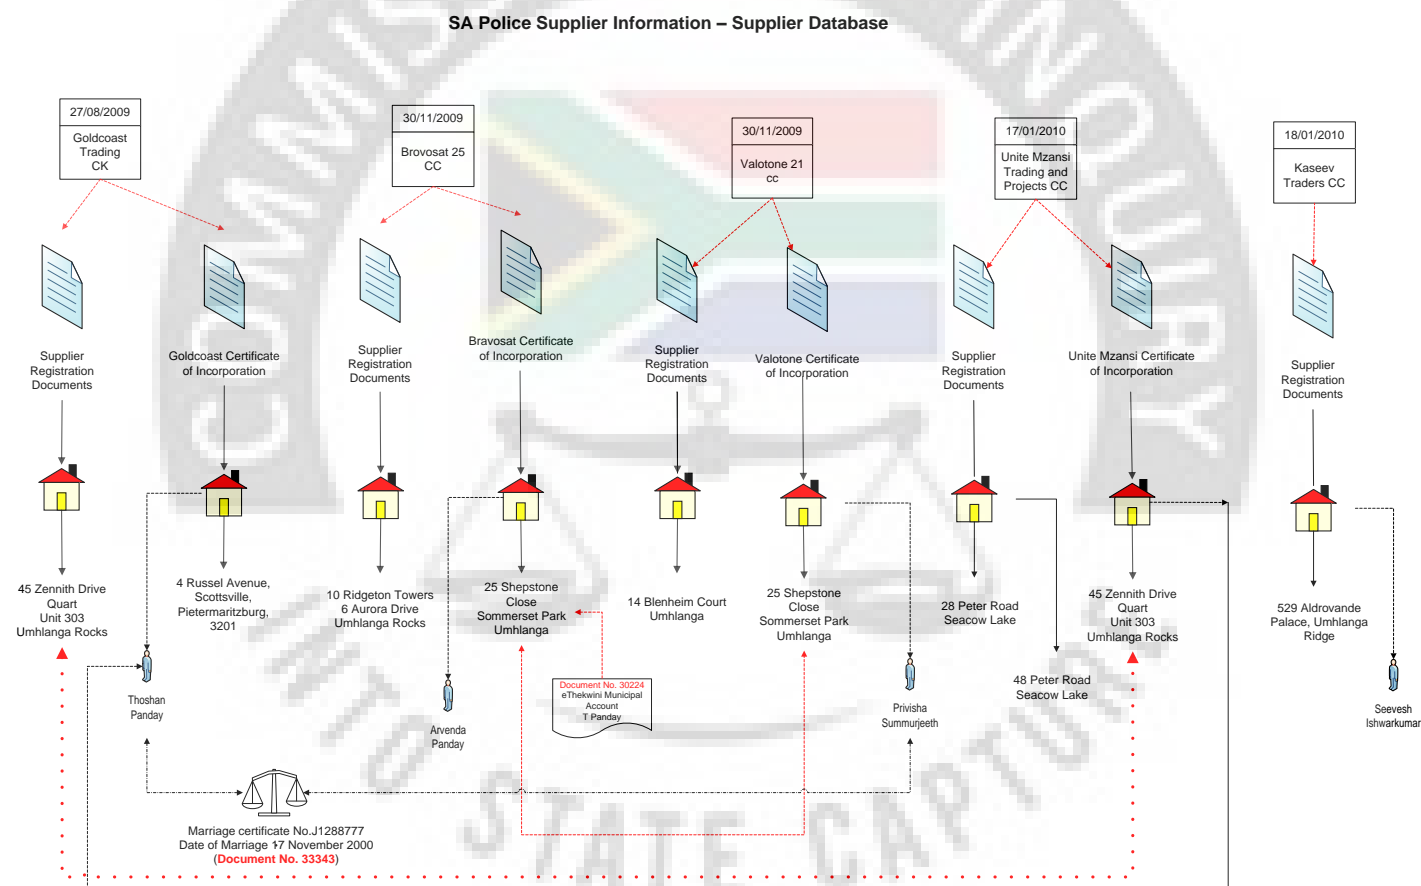 SA Police Supplier Information – Supplier Database
27/08/2009
Goldcoast
Trading
CK
30/11/2009
Brovosat 25
CC
30/11/2009
Valotone 21
cc
17/01/2010
Unite Mzansi
Trading and
Projects CC
18/01/2010
Kaseev
Traders CC
Supplier
Registration
Documents
Goldcoast Certificate
of Incorporation
Supplier
Registration
Documents
Bravosat Certificate
of Incorporation
Supplier
Registration
Documents
Valotone Certificate
of Incorporation
Supplier
Registration
Documents
Unite Mzansi Certificate
of Incorporation
Supplier
Registration
Documents
45 Zennith Drive
Quart
Unit 303
Umhlanga Rocks
4 Russel Avenue,
Scottsville,
Pietermaritzburg,
3201
10 Ridgeton Towers
6 Aurora Drive
Umhlanga Rocks
25 Shepstone
Close
Sommerset Park
Umhlanga
14 Blenheim Court
Umhlanga
25 Shepstone
Close
Sommerset Park
Umhlanga
28 Peter Road
Seacow Lake
48 Peter Road
Seacow Lake
45 Zennith Drive
Quart
Unit 303
Umhlanga Rocks
529 Aldrovande
Palace, Umhlanga
Ridge
Thoshan
Panday
Arvenda
Panday
Document No. 30224
eThekwini Municipal
Account
T Panday
Privisha
Summurjeeth
Seevesh
Ishwarkumar
Marriage certificate No.J1288777
Date of Marriage 17 November 2000
(Document No. 33343)
COMMIS
INQUIRY
INTO STATE CAPTURE